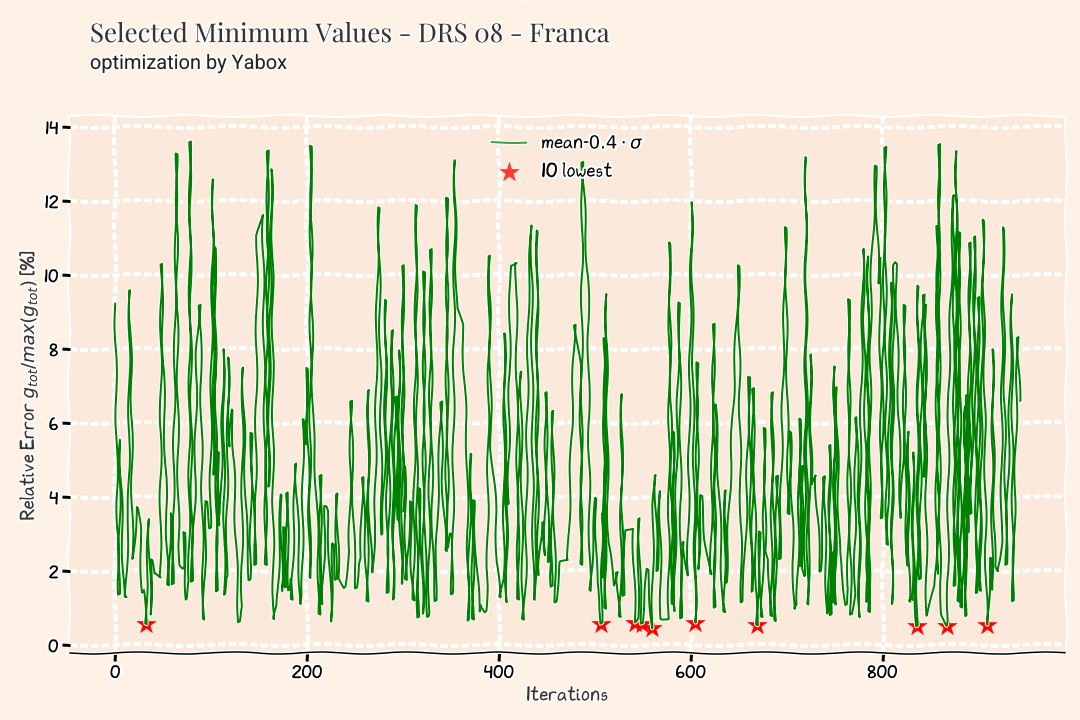 Selected Minimum Values - DRS 08 - Franca
optimization by Yabox
14
12
10
8
6
4
2
0
Relative Error g_tot/max(g_tot) [%]
mean-0.4 · σ
10 lowest
0 200 400 600 800
Iterations